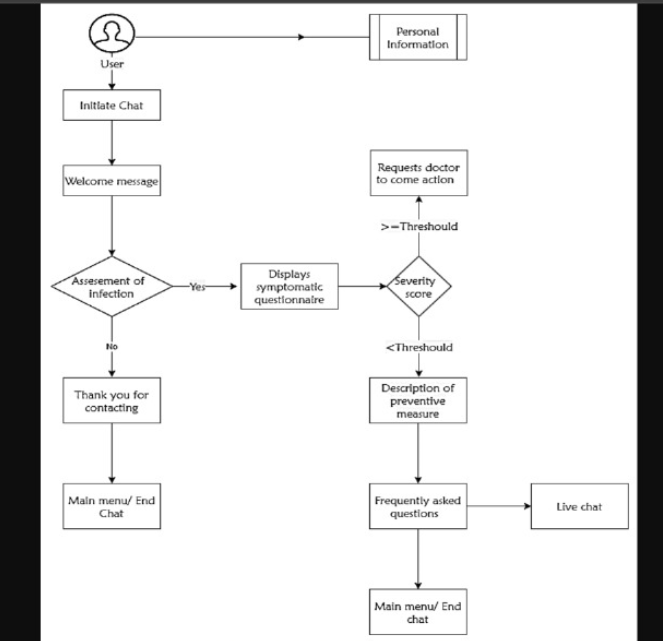 Personal
Information
User
Initiate Chat
Welcome message
Requests doctor
to come action
>=Threshould
Assesement of
infection
Yes
Displays
symptomatic
questionnaire
Severity
score
No
<Threshould
Thank you for
contacting
Description of
preventive
measure
Main menu/ End
Chat
Frequently asked
questions
Live chat
Main menu/ End
chat